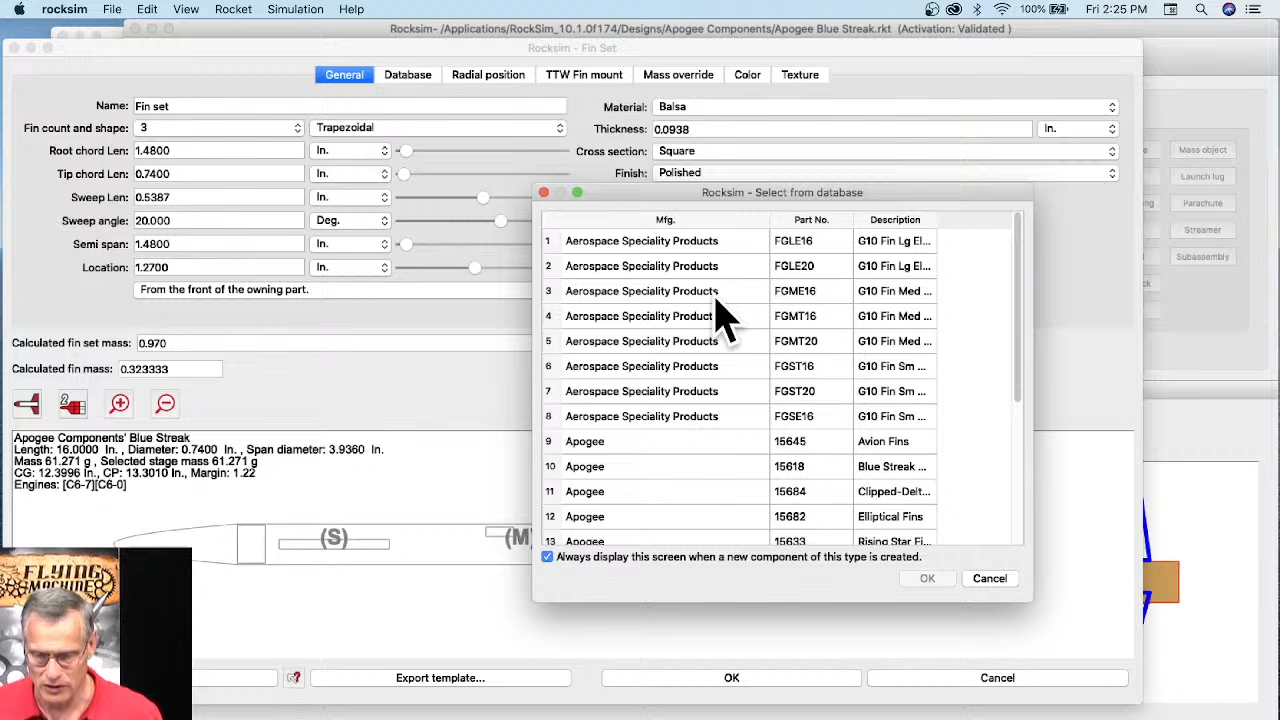 rocksim File Edit View Rocket Simulation Help 100% Fri 2:25 PM
Rocksim- /Applications/RockSim_10.1.0f174/Designs/Apogee Components/Apogee Blue Streak.rkt (Activation: Validated )
Rocksim - Fin Set
General Database Radial position TTW Fin mount Mass override Color Texture
Name: Fin set
Material: Balsa
Fin count and shape: 3 Trapezoidal
Thickness: 0.0938 In.
Root chord Len: 1.4800 In.
Cross section: Square
Tip chord Len: 0.7400 In.
Finish: Polished
Sweep Len: 0.5387 In.
Sweep angle: 20.000 Deg.
Semi span: 1.4800 In.
Location: 1.2700 In.
From the front of the owning part.
Calculated fin set mass: 0.970
Calculated fin mass: 0.323333
2
Apogee Components' Blue Streak
Length: 16.0000 In. , Diameter: 0.7400 In. , Span diameter: 3.9360 In.
Mass 61.271 g , Selected stage mass 61.271 g
CG: 12.3996 In., CP: 13.3010 In., Margin: 1.22
Engines: [C6-7][C6-0]
(S)
(M)
Rocksim - Select from database
Mfg. Part No. Description
1 Aerospace Speciality Products FGLE16 G10 Fin Lg El...
2 Aerospace Speciality Products FGLE20 G10 Fin Lg El...
3 Aerospace Speciality Products FGME16 G10 Fin Med ...
4 Aerospace Speciality Products FGMT16 G10 Fin Med ...
5 Aerospace Speciality Products FGMT20 G10 Fin Med ...
6 Aerospace Speciality Products FGST16 G10 Fin Sm ...
7 Aerospace Speciality Products FGST20 G10 Fin Sm ...
8 Aerospace Speciality Products FGSE16 G10 Fin Sm ...
9 Apogee 15645 Avion Fins
10 Apogee 15618 Blue Streak ...
11 Apogee 15684 Clipped-Delt...
12 Apogee 15682 Elliptical Fins
13 Apogee 15633 Rising Star Fi...
Always display this screen when a new component of this type is created.
OK Cancel
Mass object
Launch lug
Parachute
Streamer
Subassembly
Export template... OK Cancel
FLYING
MACHINE